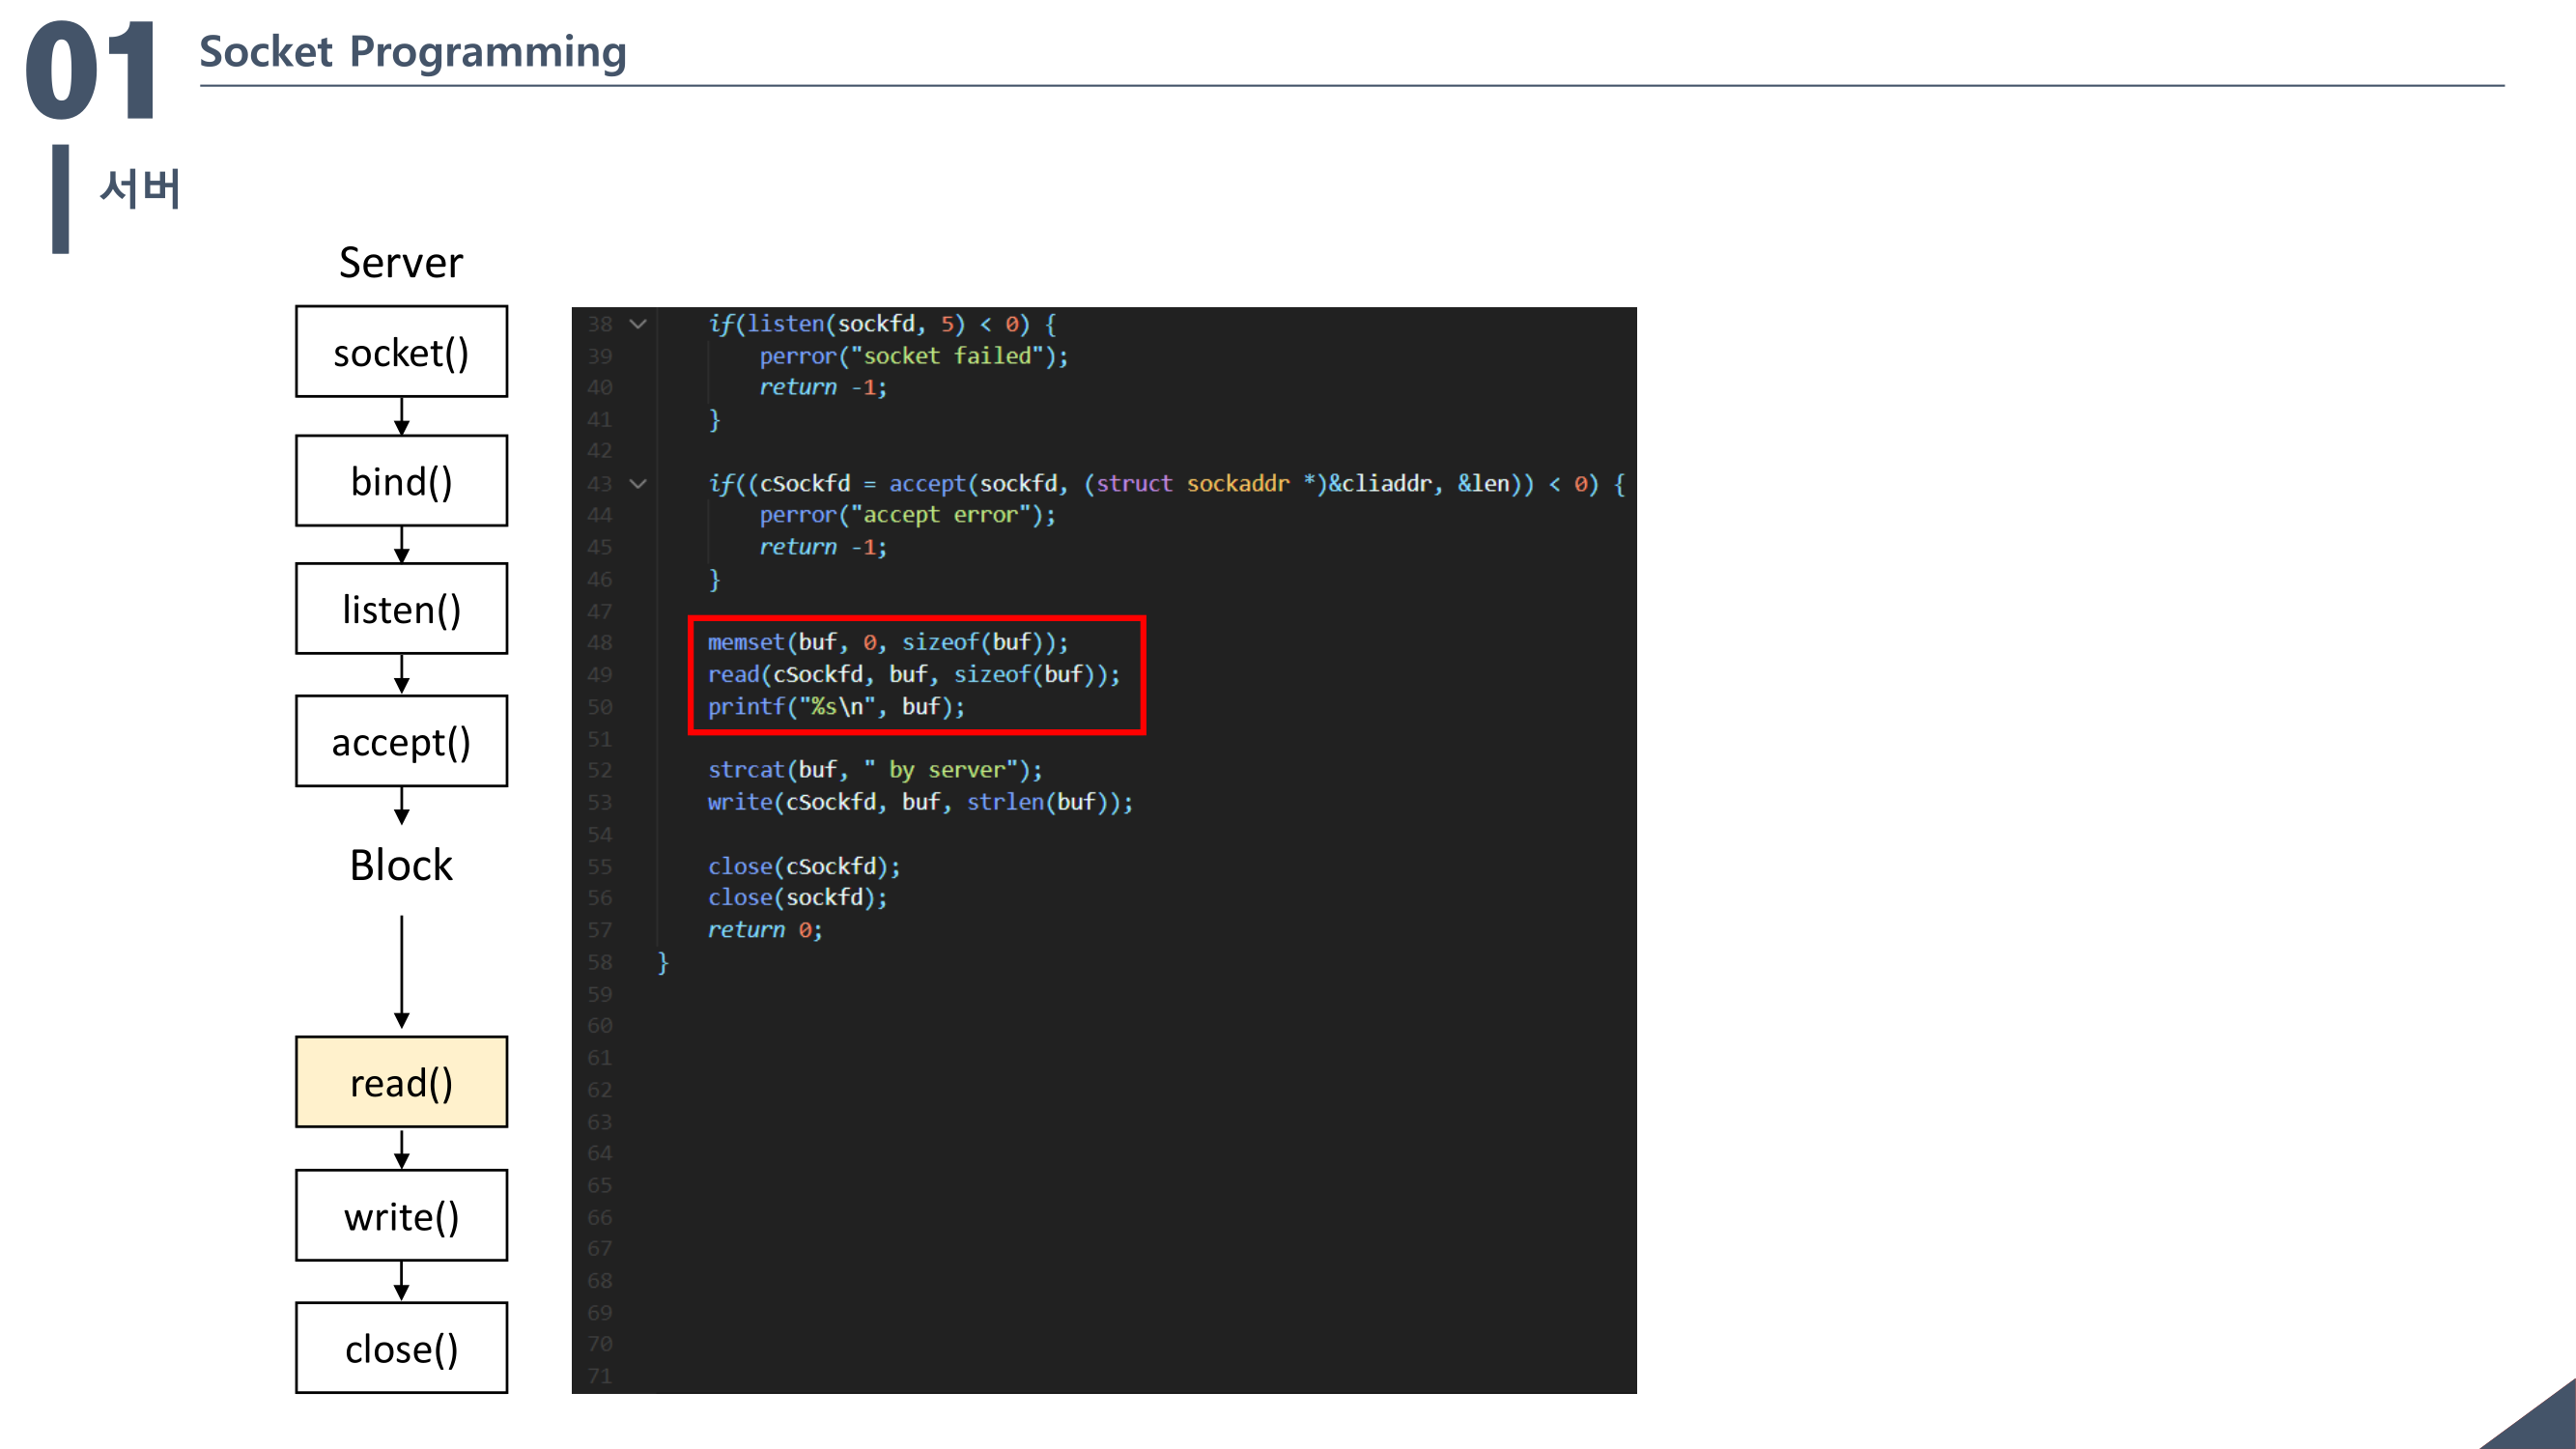 01
Socket Programming
서버
Server
socket()
bind()
listen()
accept()
Block
read()
write()
close()
38 if(listen(sockfd, 5) < 0) {
39 perror("socket failed");
40 return -1;
41 }
42
43 if((cSockfd = accept(sockfd, (struct sockaddr *)&cliaddr, &len)) < 0) {
44 perror("accept error");
45 return -1;
46 }
47
48 memset(buf, 0, sizeof(buf));
49 read(cSockfd, buf, sizeof(buf));
50 printf("%s\n", buf);
51
52 strcat(buf, " by server");
53 write(cSockfd, buf, strlen(buf));
54
55 close(cSockfd);
56 close(sockfd);
57 return 0;
58 }
59
60
61
62
63
64
65
66
67
68
69
70
71